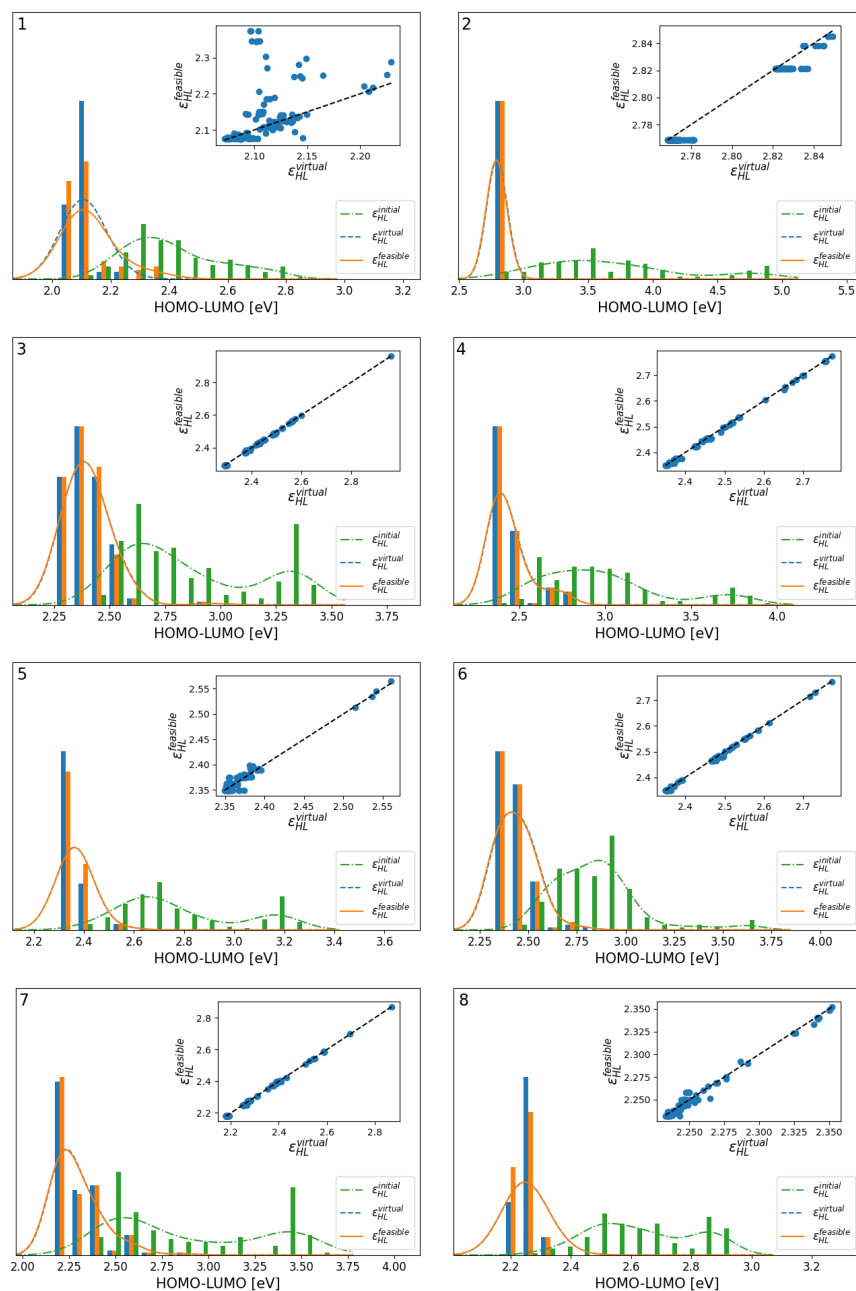 1
2.3
2.2
2.1
ε_HL^feasible
2.10 2.15 2.20
ε_HL^virtual
ε_HL^initial
ε_HL^virtual
ε_HL^feasible
2.0 2.2 2.4 2.6 2.8 3.0 3.2
HOMO-LUMO [eV]
2
2.84
2.82
2.80
2.78
ε_HL^feasible
2.78 2.80 2.82 2.84
ε_HL^virtual
ε_HL^initial
ε_HL^virtual
ε_HL^feasible
2.5 3.0 3.5 4.0 4.5 5.0 5.5
HOMO-LUMO [eV]
3
2.8
2.6
2.4
ε_HL^feasible
2.4 2.6 2.8
ε_HL^virtual
ε_HL^initial
ε_HL^virtual
ε_HL^feasible
2.25 2.50 2.75 3.00 3.25 3.50 3.75
HOMO-LUMO [eV]
4
2.7
2.6
2.5
2.4
ε_HL^feasible
2.4 2.5 2.6 2.7
ε_HL^virtual
ε_HL^initial
ε_HL^virtual
ε_HL^feasible
2.5 3.0 3.5 4.0
HOMO-LUMO [eV]
5
2.55
2.50
2.45
2.40
2.35
ε_HL^feasible
2.35 2.40 2.45 2.50 2.55
ε_HL^virtual
ε_HL^initial
ε_HL^virtual
ε_HL^feasible
2.2 2.4 2.6 2.8 3.0 3.2 3.4 3.6
HOMO-LUMO [eV]
6
2.7
2.6
2.5
2.4
ε_HL^feasible
2.4 2.5 2.6 2.7
ε_HL^virtual
ε_HL^initial
ε_HL^virtual
ε_HL^feasible
2.25 2.50 2.75 3.00 3.25 3.50 3.75 4.00
HOMO-LUMO [eV]
7
2.8
2.6
2.4
2.2
ε_HL^feasible
2.2 2.4 2.6 2.8
ε_HL^virtual
ε_HL^initial
ε_HL^virtual
ε_HL^feasible
2.00 2.25 2.50 2.75 3.00 3.25 3.50 3.75 4.00
HOMO-LUMO [eV]
8
2.350
2.325
2.300
2.275
2.250
ε_HL^feasible
2.250 2.275 2.300 2.325 2.350
ε_HL^virtual
ε_HL^initial
ε_HL^virtual
ε_HL^feasible
2.2 2.4 2.6 2.8 3.0 3.2
HOMO-LUMO [eV]